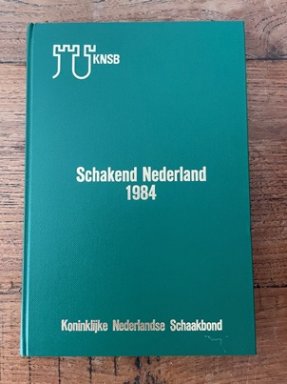 KNSB
Schakend Nederland
1984
Koninklijke Nederlandse Schaakbond